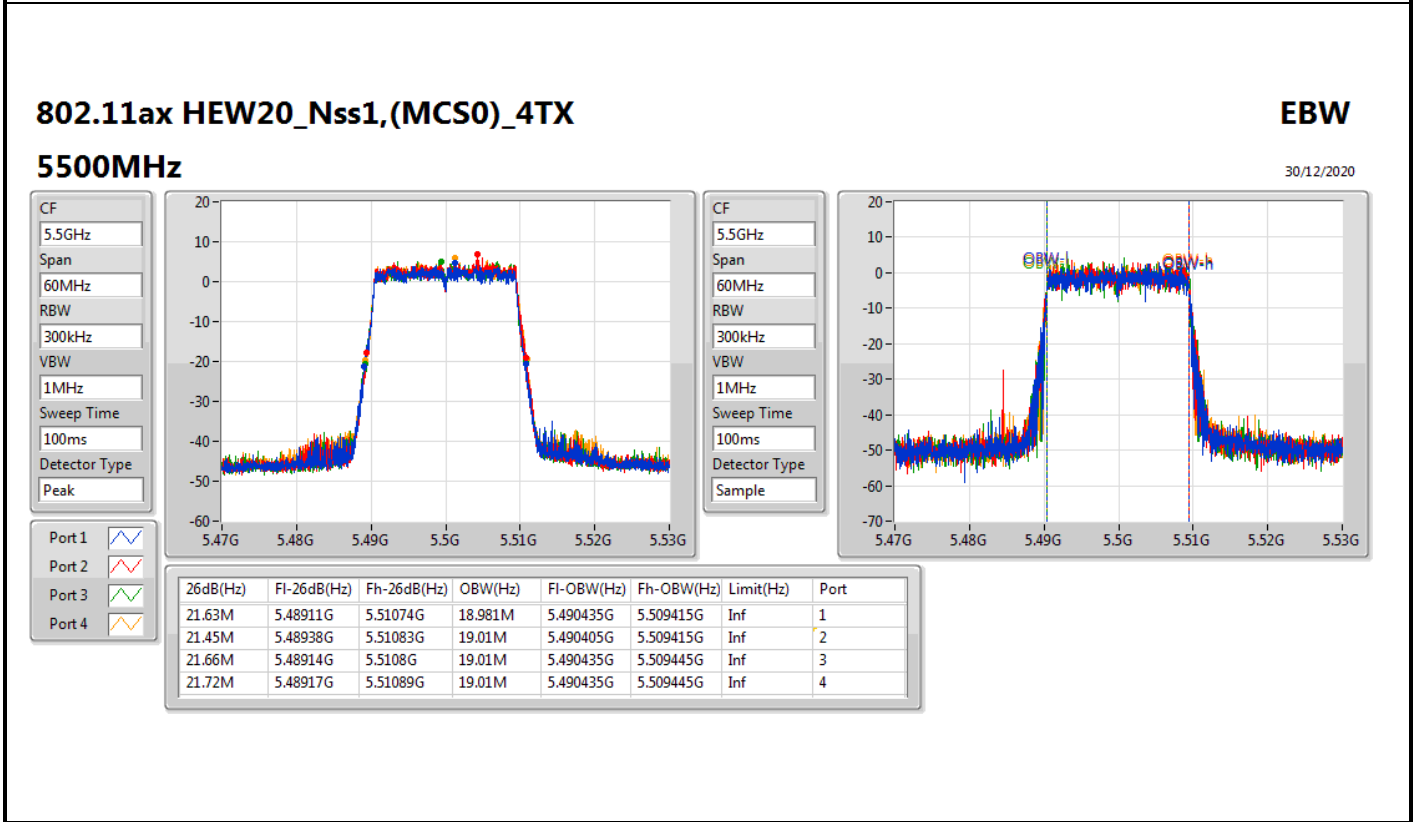 802.11ax HEW20_Nss1,(MCS0)_4TX EBW
5500MHz 30/12/2020
CF
5.5GHz
Span
60MHz
RBW
300kHz
VBW
1MHz
Sweep Time
100ms
Detector Type
Peak
20
10
0
-10
-20
-30
-40
-50
-60
5.47G 5.48G 5.49G 5.5G 5.51G 5.52G 5.53G
CF
5.5GHz
Span
60MHz
RBW
300kHz
VBW
1MHz
Sweep Time
100ms
Detector Type
Sample
20
10
0
-10
-20
-30
-40
-50
-60
-70
OBW-l OBW-h
5.47G 5.48G 5.49G 5.5G 5.51G 5.52G 5.53G
Port 1
Port 2
Port 3
Port 4
26dB(Hz) Fl-26dB(Hz) Fh-26dB(Hz) OBW(Hz) Fl-OBW(Hz) Fh-OBW(Hz) Limit(Hz) Port
21.63M 5.48911G 5.51074G 18.981M 5.490435G 5.509415G Inf 1
21.45M 5.48938G 5.51083G 19.01M 5.490405G 5.509415G Inf 2
21.66M 5.48914G 5.5108G 19.01M 5.490435G 5.509445G Inf 3
21.72M 5.48917G 5.51089G 19.01M 5.490435G 5.509445G Inf 4